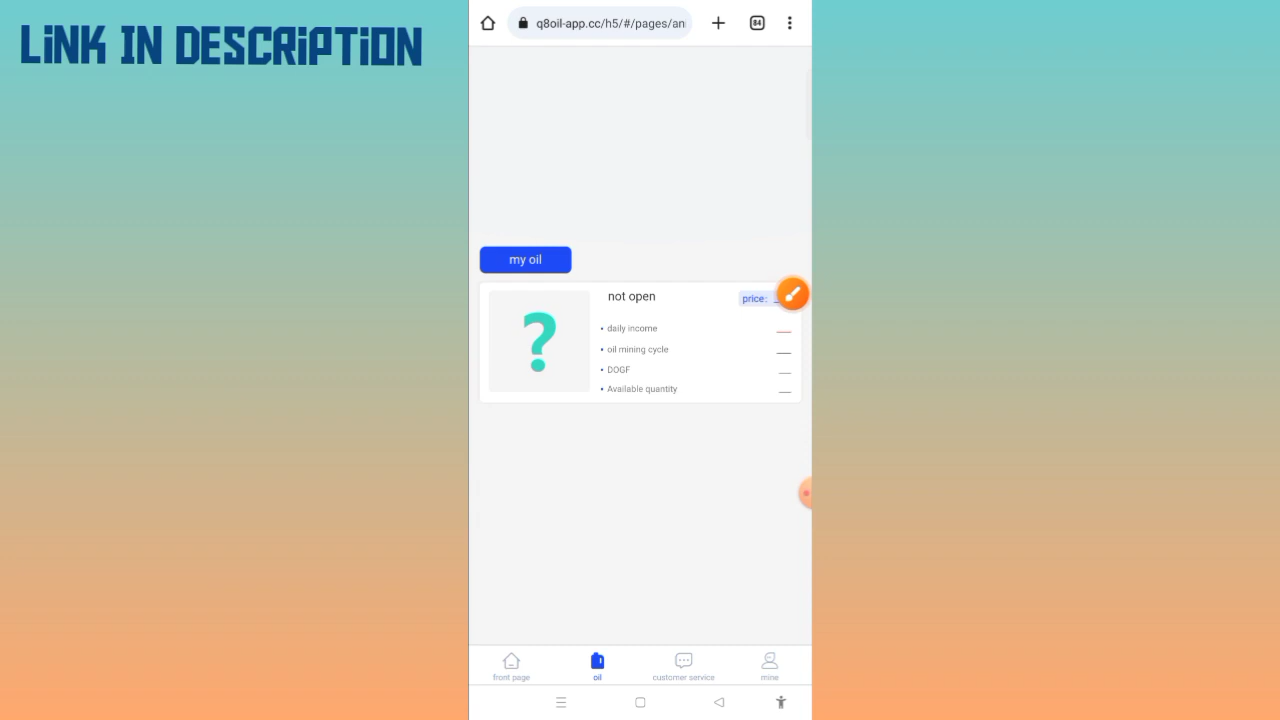 LiNK IN DESCRiPTiON
q8oil-app.cc/h5/#/pages/an
84
my oil
?
not open
price:
• daily income
• oil mining cycle
• DOGF
• Available quantity
front page
oil
customer service
mine